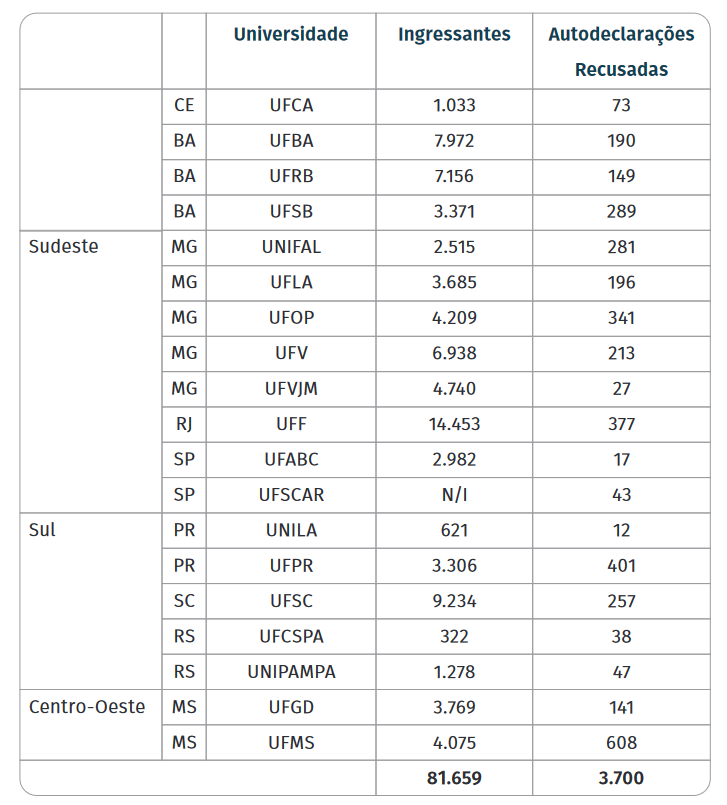 Universidade Ingressantes Autodeclarações
Recusadas
CE UFCA 1.033 73
BA UFBA 7.972 190
BA UFRB 7.156 149
BA UFSB 3.371 289
Sudeste MG UNIFAL 2.515 281
MG UFLA 3.685 196
MG UFOP 4.209 341
MG UFV 6.938 213
MG UFVJM 4.740 27
RJ UFF 14.453 377
SP UFABC 2.982 17
SP UFSCAR N/I 43
Sul PR UNILA 621 12
PR UFPR 3.306 401
SC UFSC 9.234 257
RS UFCSPA 322 38
RS UNIPAMPA 1.278 47
Centro-Oeste MS UFGD 3.769 141
MS UFMS 4.075 608
81.659 3.700